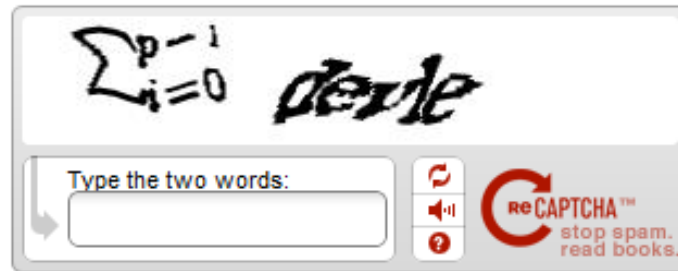 ∑ p-1 i=0
Type the two words:
ReCAPTCHA™
stop spam.
read books.